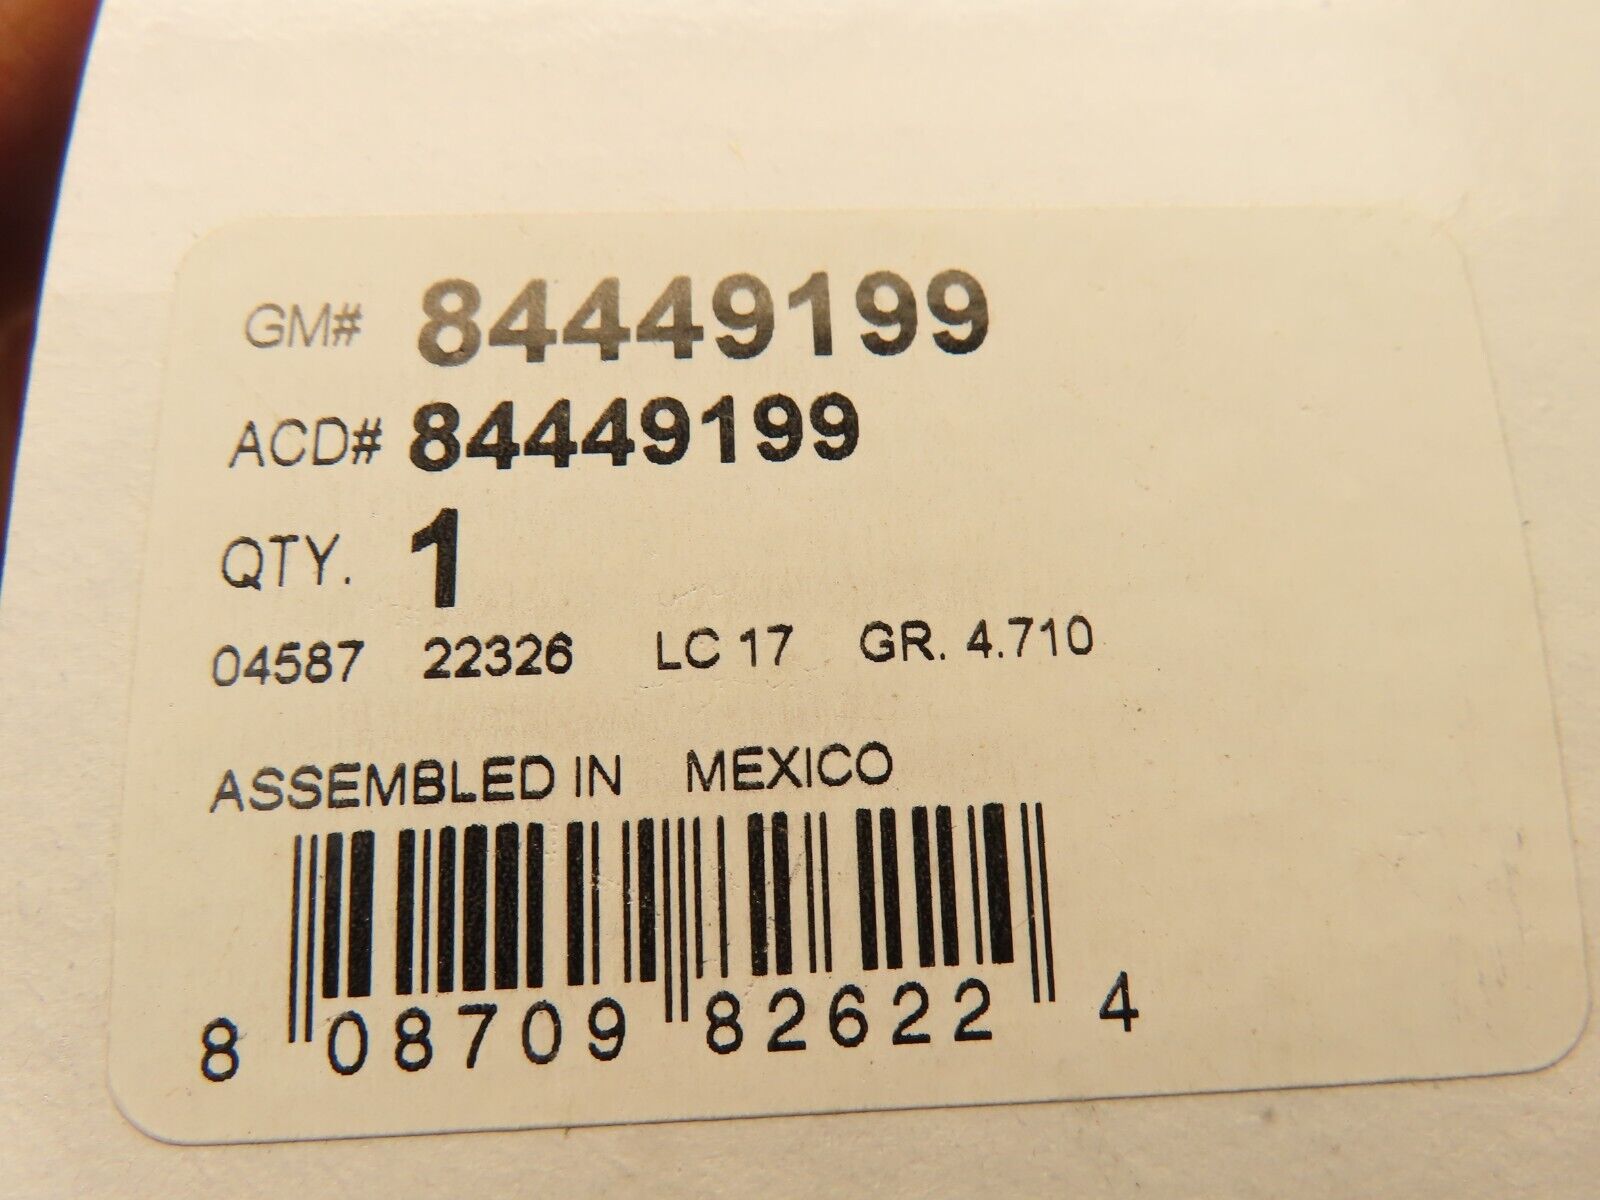 GM# 84449199
ACD# 84449199
QTY. 1
04587 22326 LC 17 GR. 4.710
ASSEMBLED IN MEXICO
8 08709 82622 4